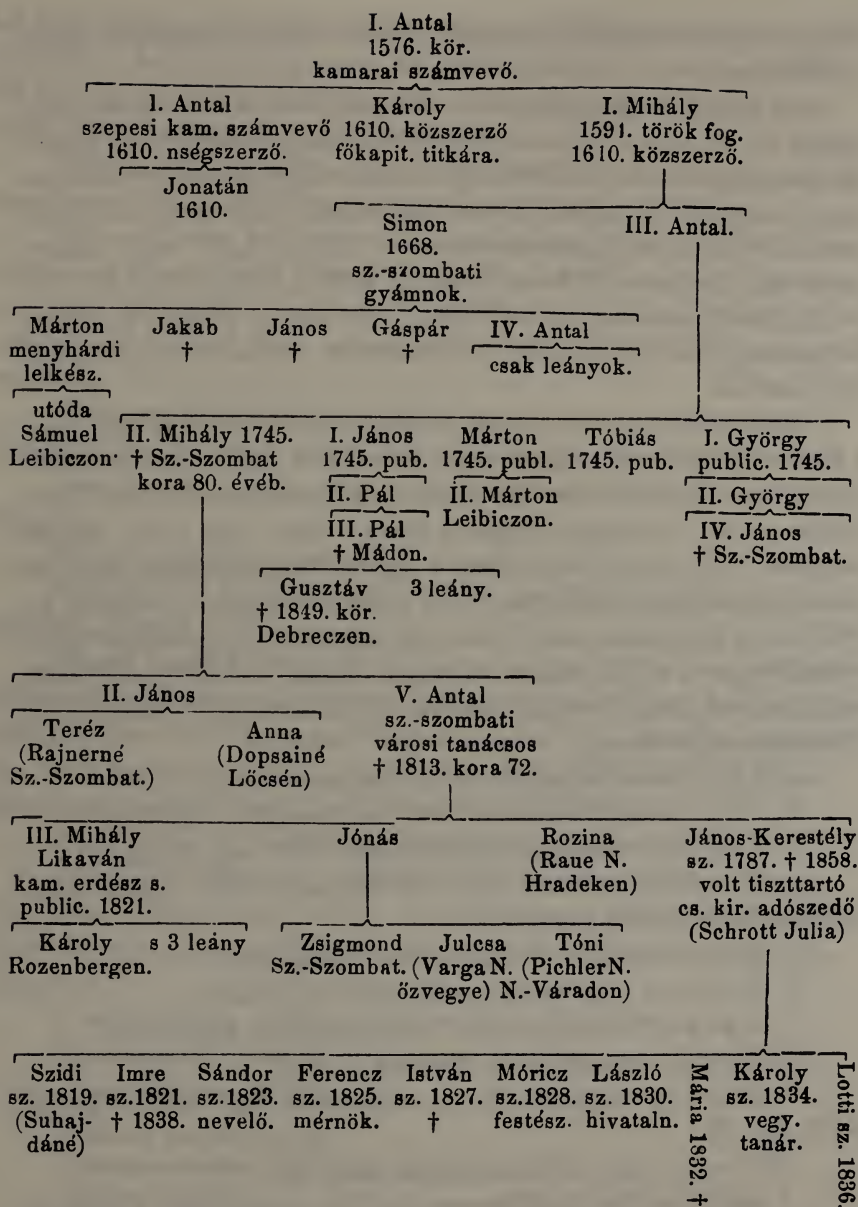 I. Antal
1576. kör.
kamarai számvevő.
I. Antal Károly I. Mihály
szepesi kam. számvevő 1610. közszerző 1591. török fog.
1610. nségszerző. főkapit. titkára. 1610. közszerző.
Jonatán
1610.
Simon III. Antal.
1668.
sz.-szombati
gyámnok.
Márton Jakab János Gáspár IV. Antal
menyhárdi † † † csak leányok.
lelkész.
utóda
Sámuel II. Mihály 1745. I. János Márton Tóbiás I. György
Leibiczon. † Sz.-Szombat 1745. pub. 1745. publ. 1745. pub. public. 1745.
kora 80. évéb. II. Pál II. Márton II. György
III. Pál Leibiczon. IV. János
† Mádon. † Sz.-Szombat.
Gusztáv 3 leány.
† 1849. kör.
Debreczen.
II. János V. Antal
Teréz Anna sz.-szombati
(Rajnerné (Dopsainé városi tanácsos
Sz.-Szombat.) Lőcsén) † 1813. kora 72.
III. Mihály Jónás Rozina János-Kerestély
Likaván (Raue N. sz. 1787. † 1858.
kam. erdész s. Hradeken) volt tiszttartó
public. 1821. cs. kir. adószedő
Károly s 3 leány Zsigmond Julcsa Tóni (Schrott Julia)
Rozenbergen. Sz.-Szombat. (Varga N. (Pichler N.
özvegye) N.-Váradon)
Szidi Imre Sándor Ferencz István Móricz László Károly
sz. 1819. sz. 1821. sz. 1823. sz. 1825. sz. 1827. sz. 1828. sz. 1830. sz. 1834.
(Suhaj- † 1838. nevelő. mérnök. † festész. hivataln. vegy.
dáné) tanár.
Mária 1832. †
Lotti sz. 1836.